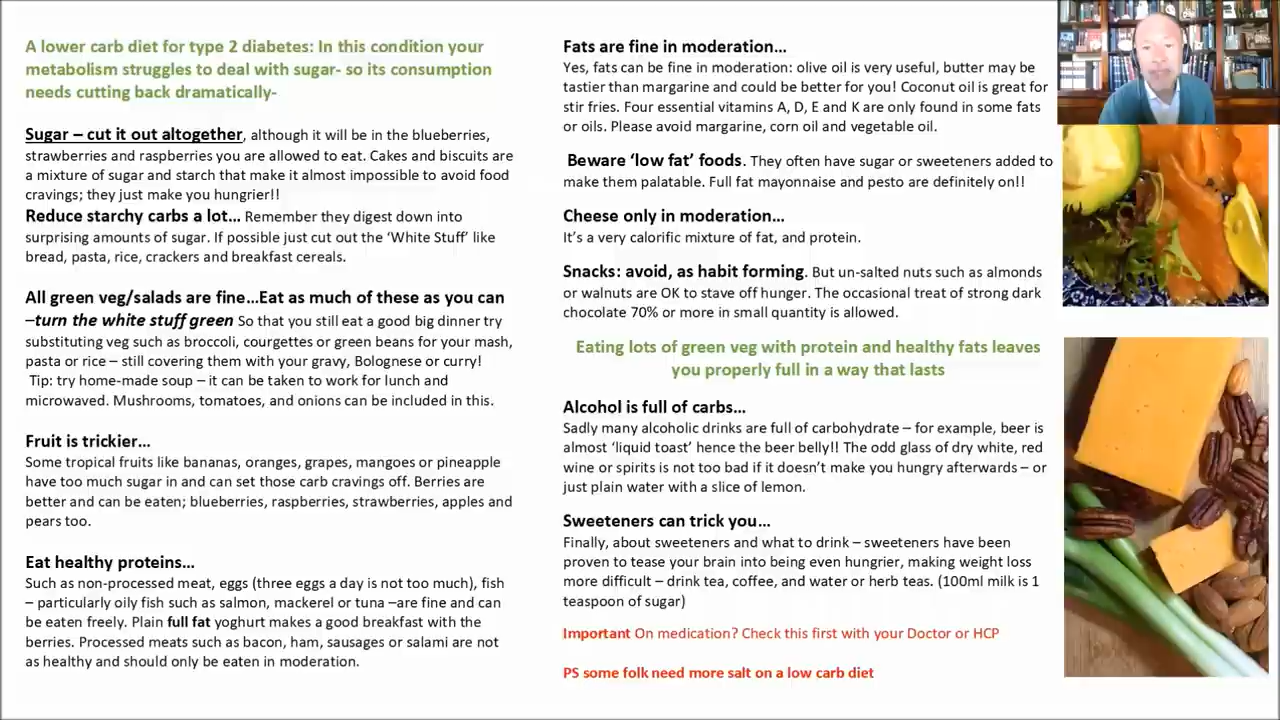 A lower carb diet for type 2 diabetes: In this condition your
metabolism struggles to deal with sugar- so its consumption
needs cutting back dramatically-
Sugar – cut it out altogether, although it will be in the blueberries,
strawberries and raspberries you are allowed to eat. Cakes and biscuits are
a mixture of sugar and starch that make it almost impossible to avoid food
cravings; they just make you hungrier!!
Reduce starchy carbs a lot... Remember they digest down into
surprising amounts of sugar. If possible just cut out the ‘White Stuff’ like
bread, pasta, rice, crackers and breakfast cereals.
All green veg/salads are fine...Eat as much of these as you can
–turn the white stuff green So that you still eat a good big dinner try
substituting veg such as broccoli, courgettes or green beans for your mash,
pasta or rice – still covering them with your gravy, Bolognese or curry!
Tip: try home-made soup – it can be taken to work for lunch and
microwaved. Mushrooms, tomatoes, and onions can be included in this.
Fruit is trickier...
Some tropical fruits like bananas, oranges, grapes, mangoes or pineapple
have too much sugar in and can set those carb cravings off. Berries are
better and can be eaten; blueberries, raspberries, strawberries, apples and
pears too.
Eat healthy proteins...
Such as non-processed meat, eggs (three eggs a day is not too much), fish
– particularly oily fish such as salmon, mackerel or tuna –are fine and can
be eaten freely. Plain full fat yoghurt makes a good breakfast with the
berries. Processed meats such as bacon, ham, sausages or salami are not
as healthy and should only be eaten in moderation.
Fats are fine in moderation...
Yes, fats can be fine in moderation: olive oil is very useful, butter may be
tastier than margarine and could be better for you! Coconut oil is great for
stir fries. Four essential vitamins A, D, E and K are only found in some fats
or oils. Please avoid margarine, corn oil and vegetable oil.
Beware ‘low fat’ foods. They often have sugar or sweeteners added to
make them palatable. Full fat mayonnaise and pesto are definitely on!!
Cheese only in moderation...
It’s a very calorific mixture of fat, and protein.
Snacks: avoid, as habit forming. But un-salted nuts such as almonds
or walnuts are OK to stave off hunger. The occasional treat of strong dark
chocolate 70% or more in small quantity is allowed.
Eating lots of green veg with protein and healthy fats leaves
you properly full in a way that lasts
Alcohol is full of carbs...
Sadly many alcoholic drinks are full of carbohydrate – for example, beer is
almost ‘liquid toast’ hence the beer belly!! The odd glass of dry white, red
wine or spirits is not too bad if it doesn’t make you hungry afterwards – or
just plain water with a slice of lemon.
Sweeteners can trick you...
Finally, about sweeteners and what to drink – sweeteners have been
proven to tease your brain into being even hungrier, making weight loss
more difficult – drink tea, coffee, and water or herb teas. (100ml milk is 1
teaspoon of sugar)
Important On medication? Check this first with your Doctor or HCP
PS some folk need more salt on a low carb diet